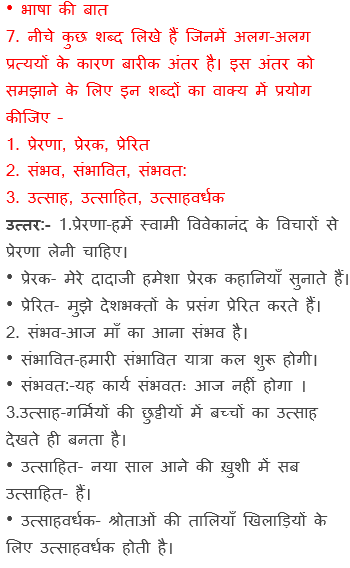 • भाषा की बात
7. नीचे कुछ शब्द लिखे हैं जिनमें अलग-अलग
प्रत्ययों के कारण बारीक अंतर है। इस अंतर को
समझाने के लिए इन शब्दों का वाक्य में प्रयोग
कीजिए –
1. प्रेरणा, प्रेरक, प्रेरित
2. संभव, संभावित, संभवत:
3. उत्साह, उत्साहित, उत्साहवर्धक
उत्तर:- 1.प्रेरणा-हमें स्वामी विवेकानंद के विचारों से
प्रेरणा लेनी चाहिए।
• प्रेरक- मेरे दादाजी हमेशा प्रेरक कहानियाँ सुनाते हैं।
• प्रेरित- मुझे देशभक्तों के प्रसंग प्रेरित करते हैं।
2. संभव-आज माँ का आना संभव है।
• संभावित-हमारी संभावित यात्रा कल शुरू होगी।
• संभवत:-यह कार्य संभवतः आज नहीं होगा ।
3.उत्साह-गर्मियों की छुट्टीयों में बच्चों का उत्साह
देखते ही बनता है।
• उत्साहित- नया साल आने की ख़ुशी में सब
उत्साहित- हैं।
• उत्साहवर्धक- श्रोताओं की तालियाँ खिलाड़ियों के
लिए उत्साहवर्धक होती है।